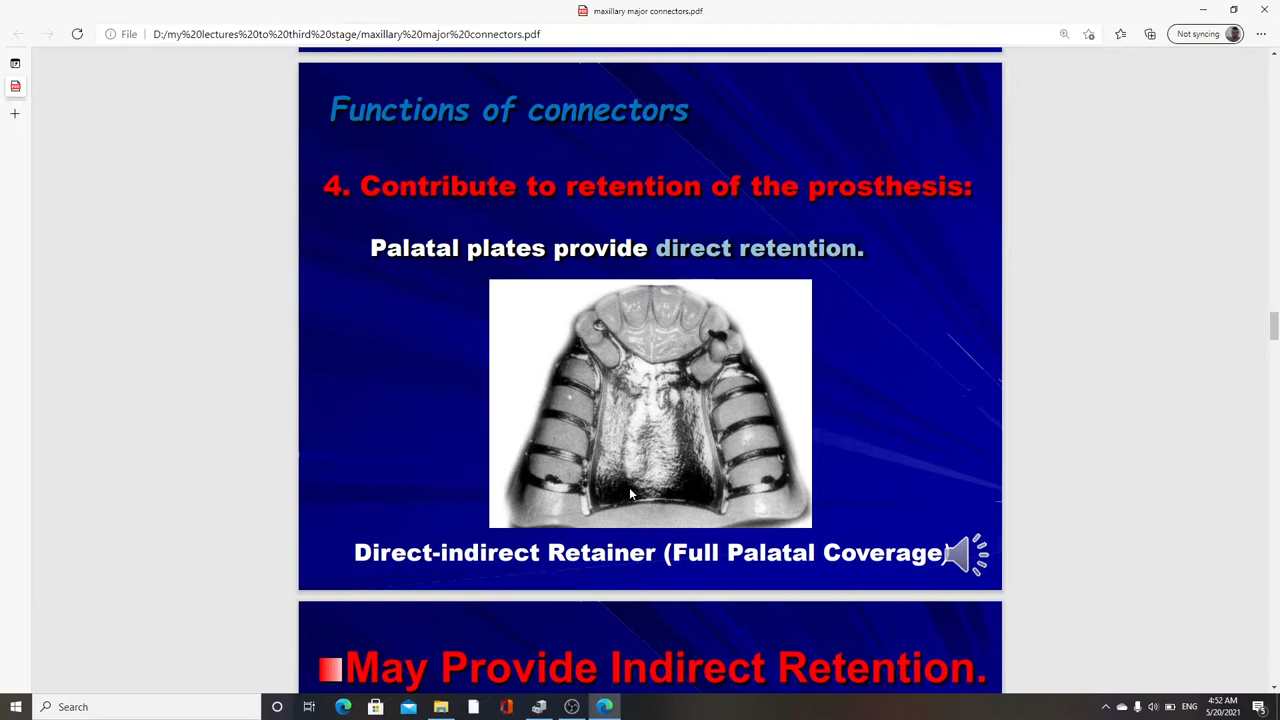 maxillary major connectors.pdf
File
D:/my%20lectures%20to%20third%20stage/maxillary%20major%20connectors.pdf
Not syncing
Functions of connectors
4. Contribute to retention of the prosthesis:
Palatal plates provide direct retention.
Direct-indirect Retainer (Full Palatal Coverage)
May Provide Indirect Retention.
Search
ENG
4:52 AM
5/20/2021
5